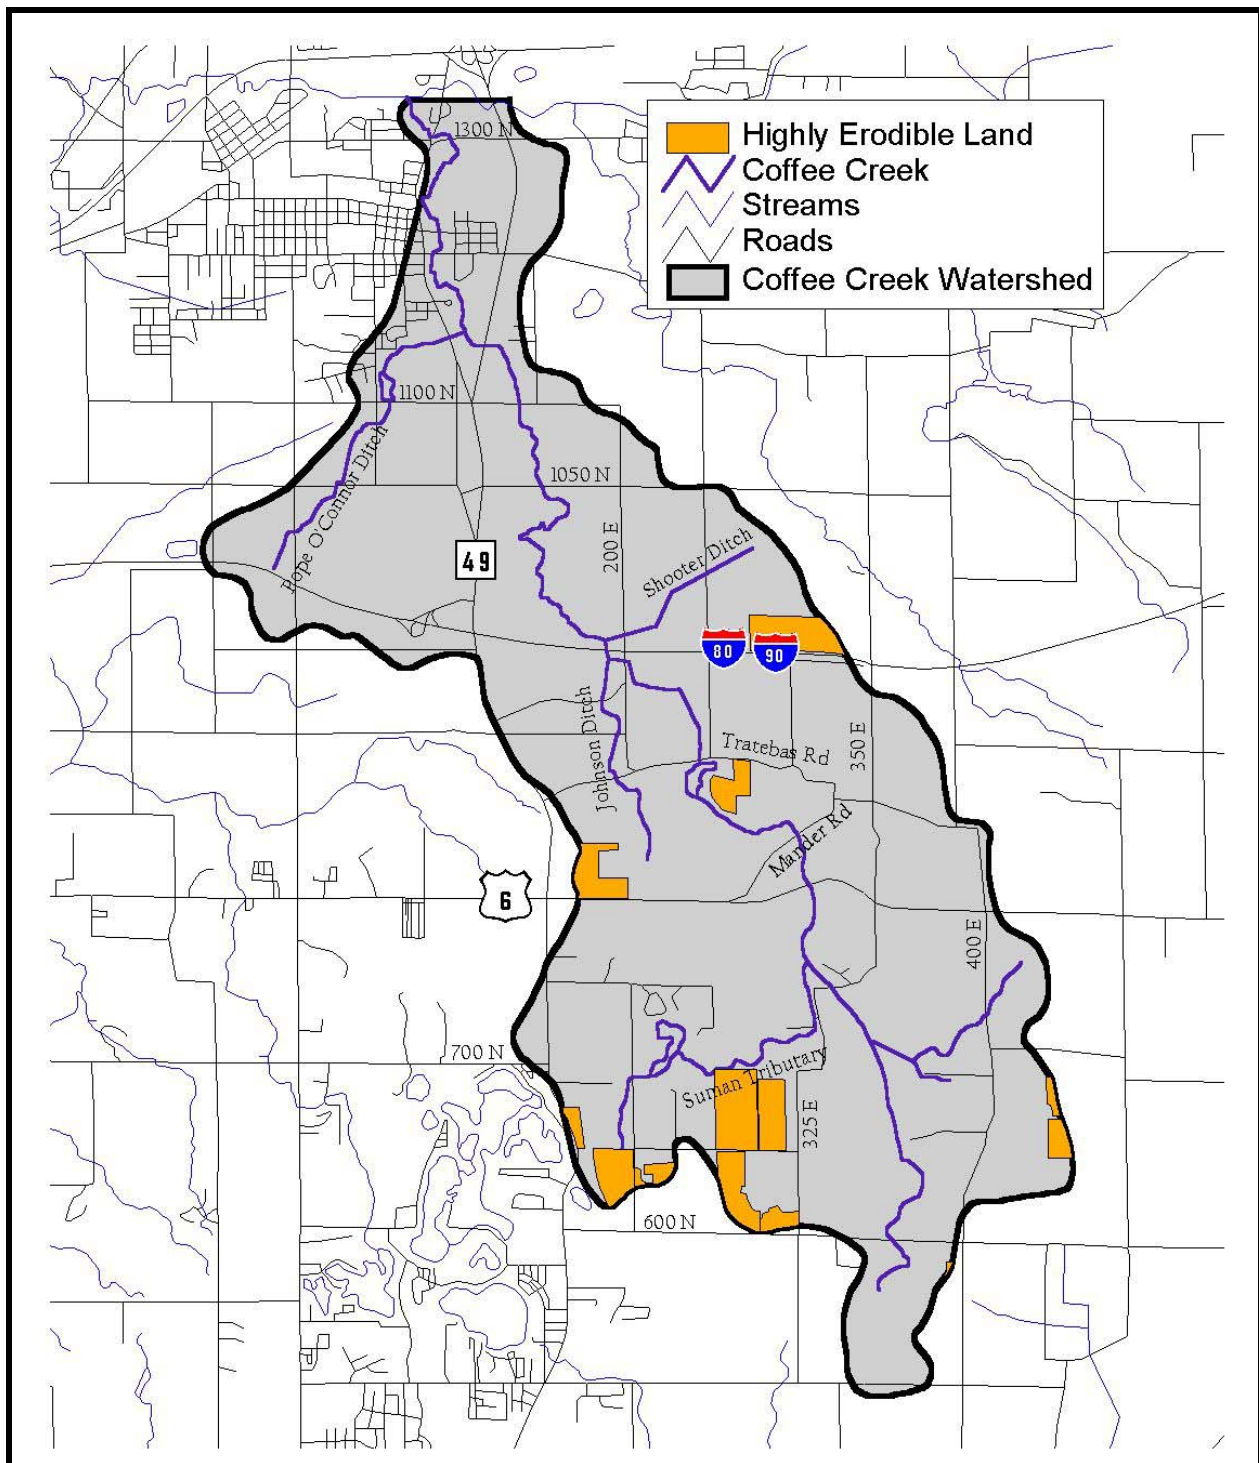 1300 N
Highly Erodible Land
Coffee Creek
Streams
Roads
Coffee Creek Watershed
1100 N
Pope O'Connor Ditch
1050 N
49
200 E
Shooter Ditch
80
90
Johnson Ditch
Tratebas Rd
350 E
Mander Rd
6
400 E
700 N
Suman Tributary
325 E
600 N